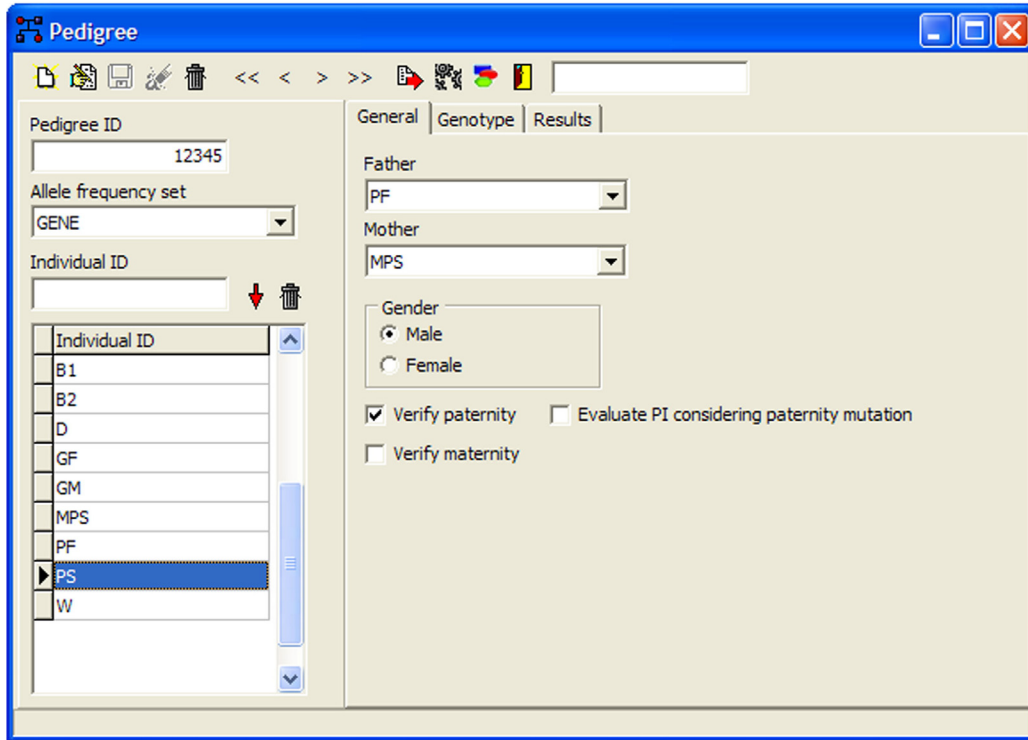 Pedigree
<< < > >>
Pedigree ID
12345
Allele frequency set
GENE
Individual ID
Individual ID
B1
B2
D
GF
GM
MPS
PF
PS
W
General Genotype Results
Father
PF
Mother
MPS
Gender
Male
Female
Verify paternity Evaluate PI considering paternity mutation
Verify maternity